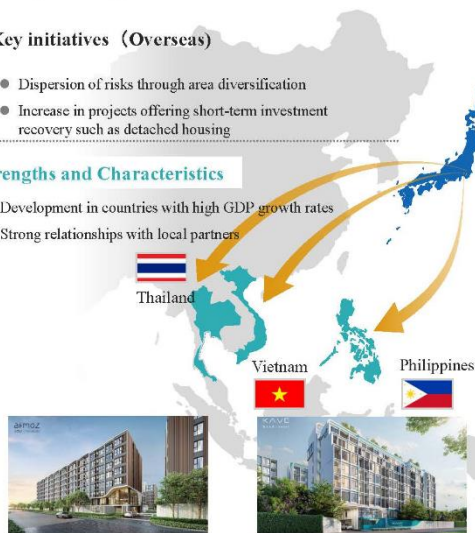 Key initiatives（Overseas)
● Dispersion of risks through area diversification
● Increase in projects offering short-term investment
recovery such as detached housing
rengths and Characteristics
Development in countries with high GDP growth rates
Strong relationships with local partners
Thailand
Vietnam
Philippines
atmoz
KAVE